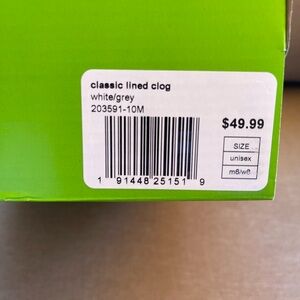 classic lined clog
white/grey
203591-10M
$49.99
SIZE
unisex
m6/w8
1 91448 25151 9